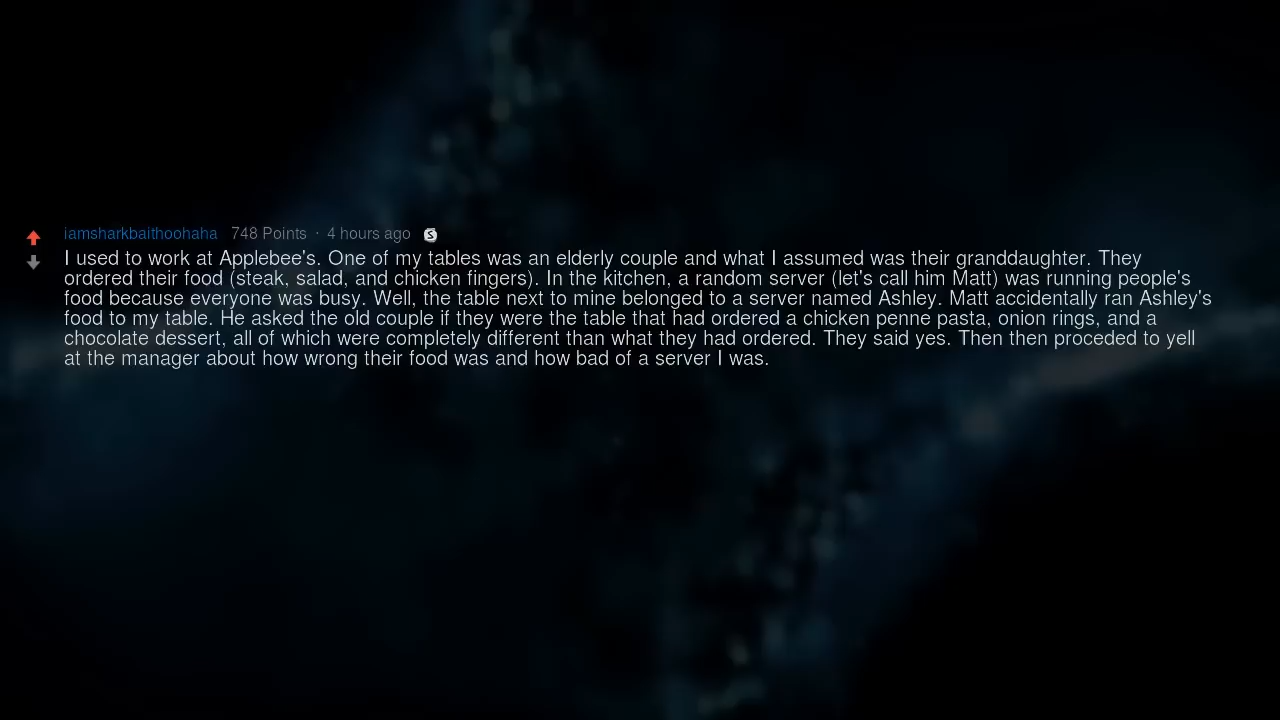 iamsharkbaithoohaha 748 Points · 4 hours ago S
I used to work at Applebee's. One of my tables was an elderly couple and what I assumed was their granddaughter. They
ordered their food (steak, salad, and chicken fingers). In the kitchen, a random server (let's call him Matt) was running people's
food because everyone was busy. Well, the table next to mine belonged to a server named Ashley. Matt accidentally ran Ashley's
food to my table. He asked the old couple if they were the table that had ordered a chicken penne pasta, onion rings, and a
chocolate dessert, all of which were completely different than what they had ordered. They said yes. Then then proceded to yell
at the manager about how wrong their food was and how bad of a server I was.